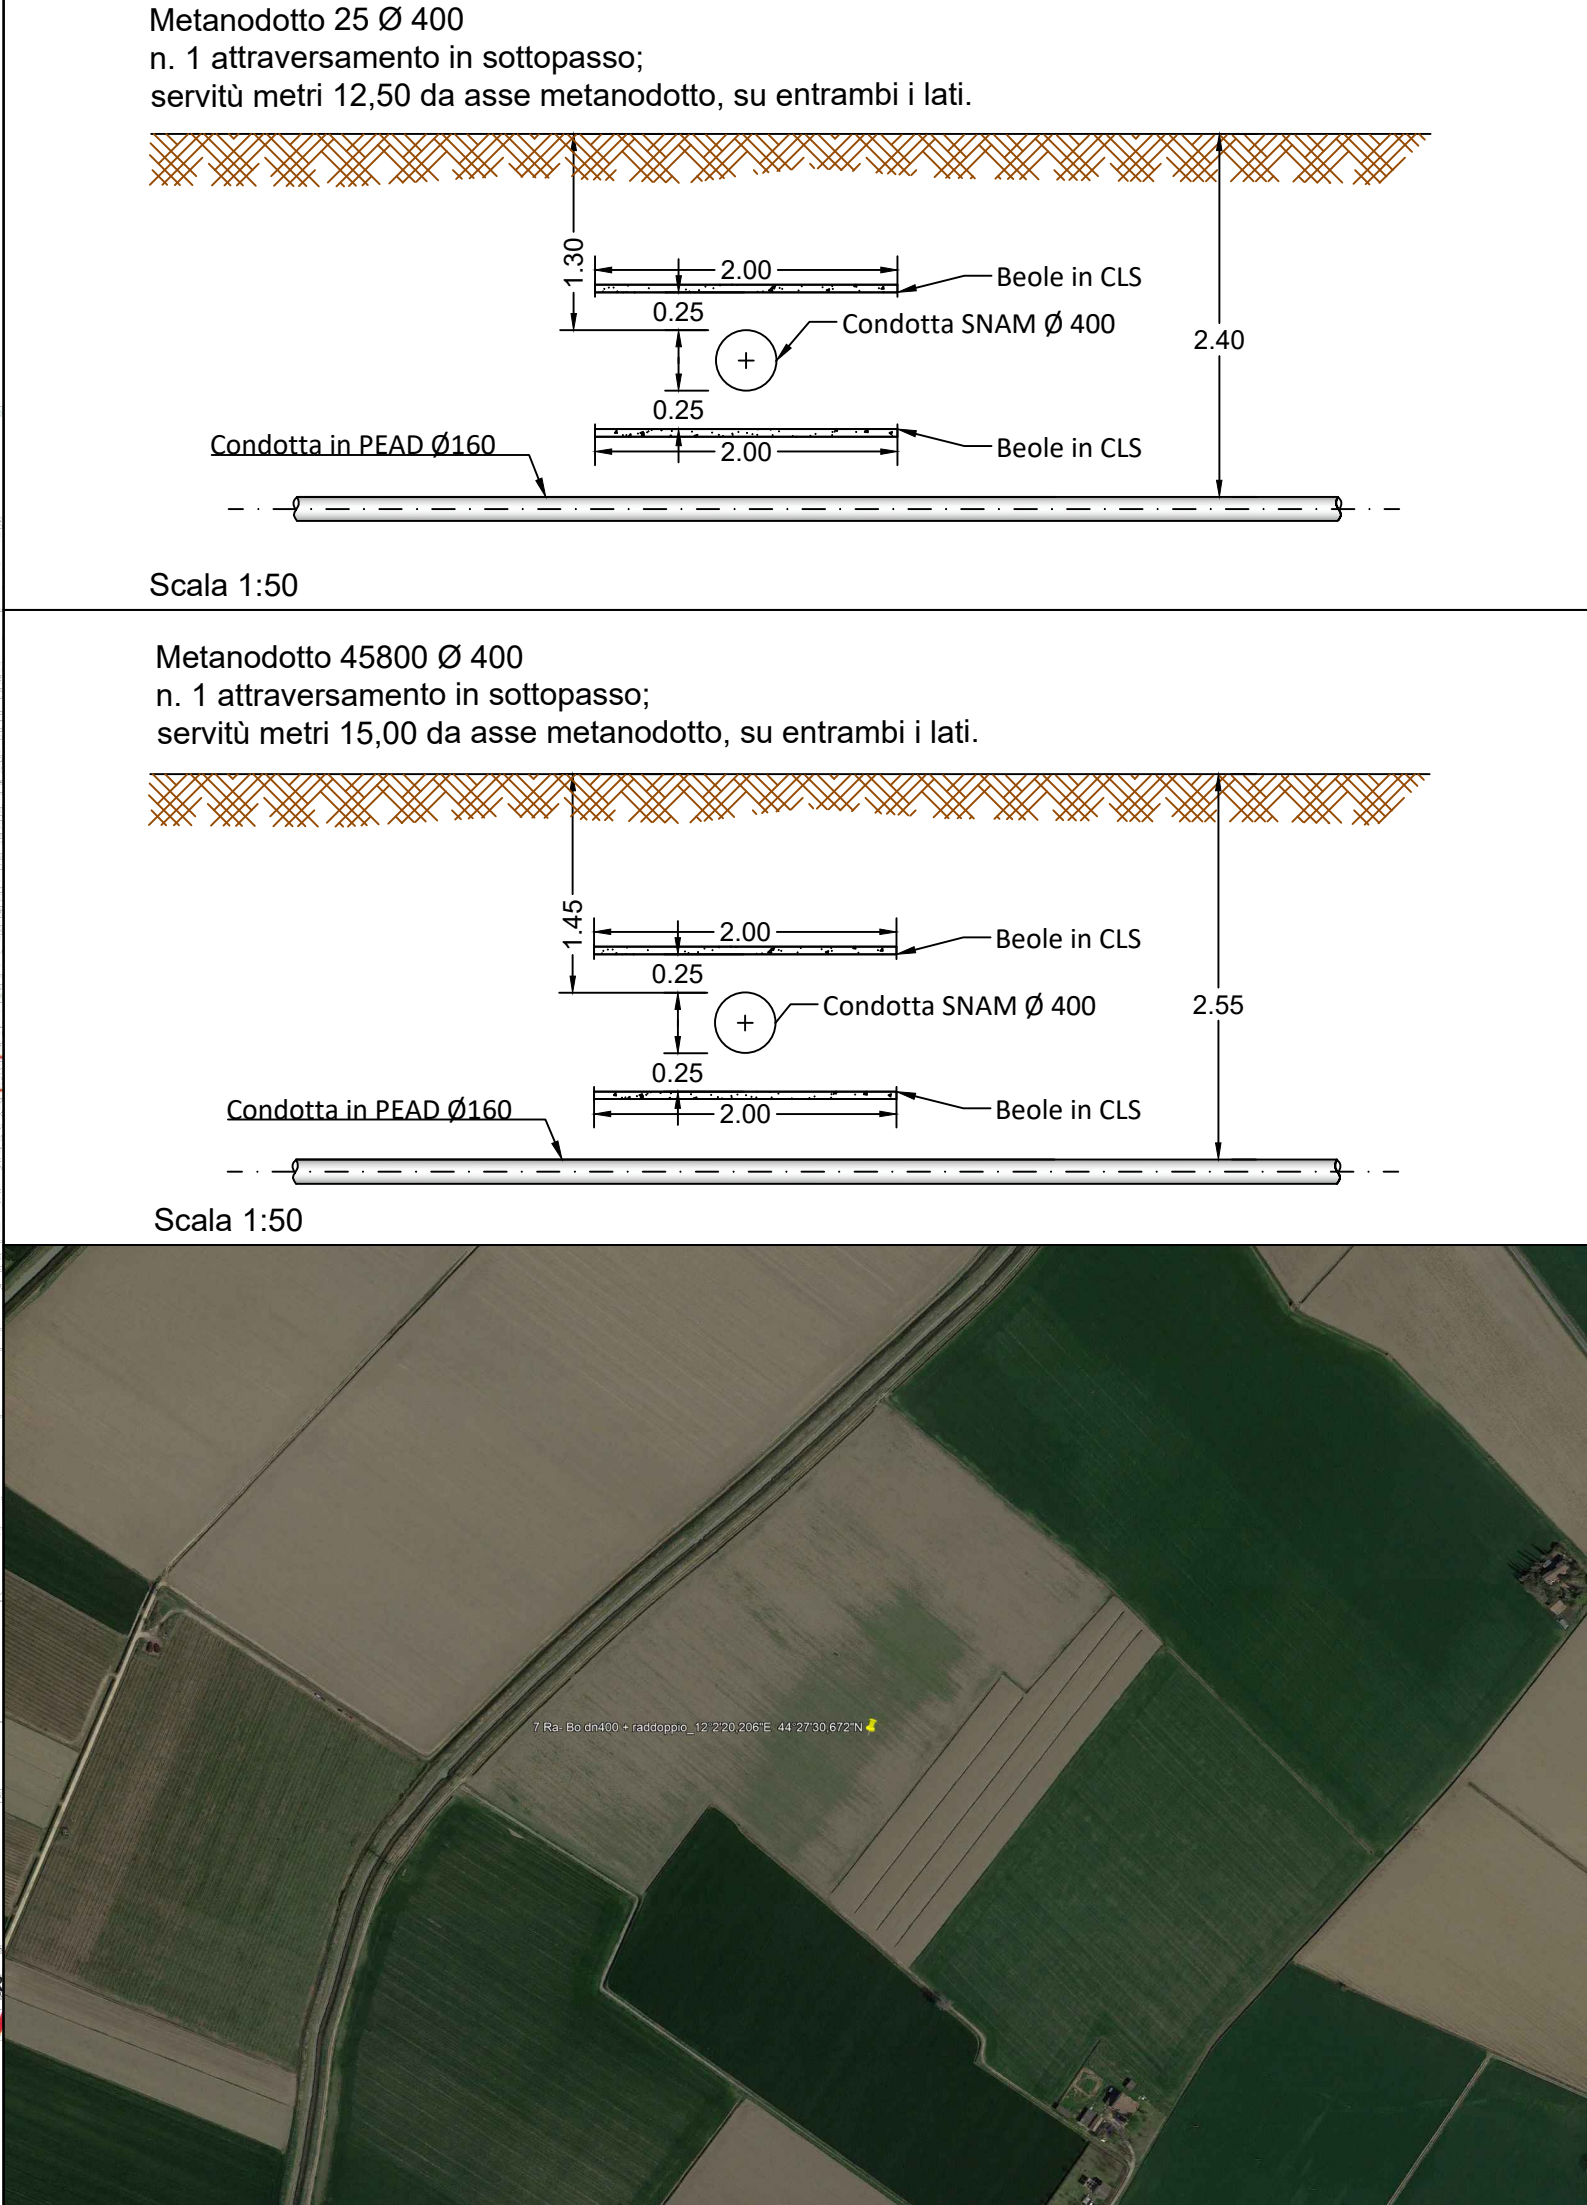 Metanodotto 25 Ø 400
n. 1 attraversamento in sottopasso;
servitù metri 12,50 da asse metanodotto, su entrambi i lati.
1.30
2.00
Beole in CLS
0.25
Condotta SNAM Ø 400
2.40
0.25
Condotta in PEAD Ø160
2.00
Beole in CLS
Scala 1:50
Metanodotto 45800 Ø 400
n. 1 attraversamento in sottopasso;
servitù metri 15,00 da asse metanodotto, su entrambi i lati.
1.45
2.00
Beole in CLS
0.25
Condotta SNAM Ø 400
2.55
0.25
Condotta in PEAD Ø160
2.00
Beole in CLS
Scala 1:50
7 Ra- Bo dn400 + raddoppio_12°2'20,206"E 44°27'30,672"N